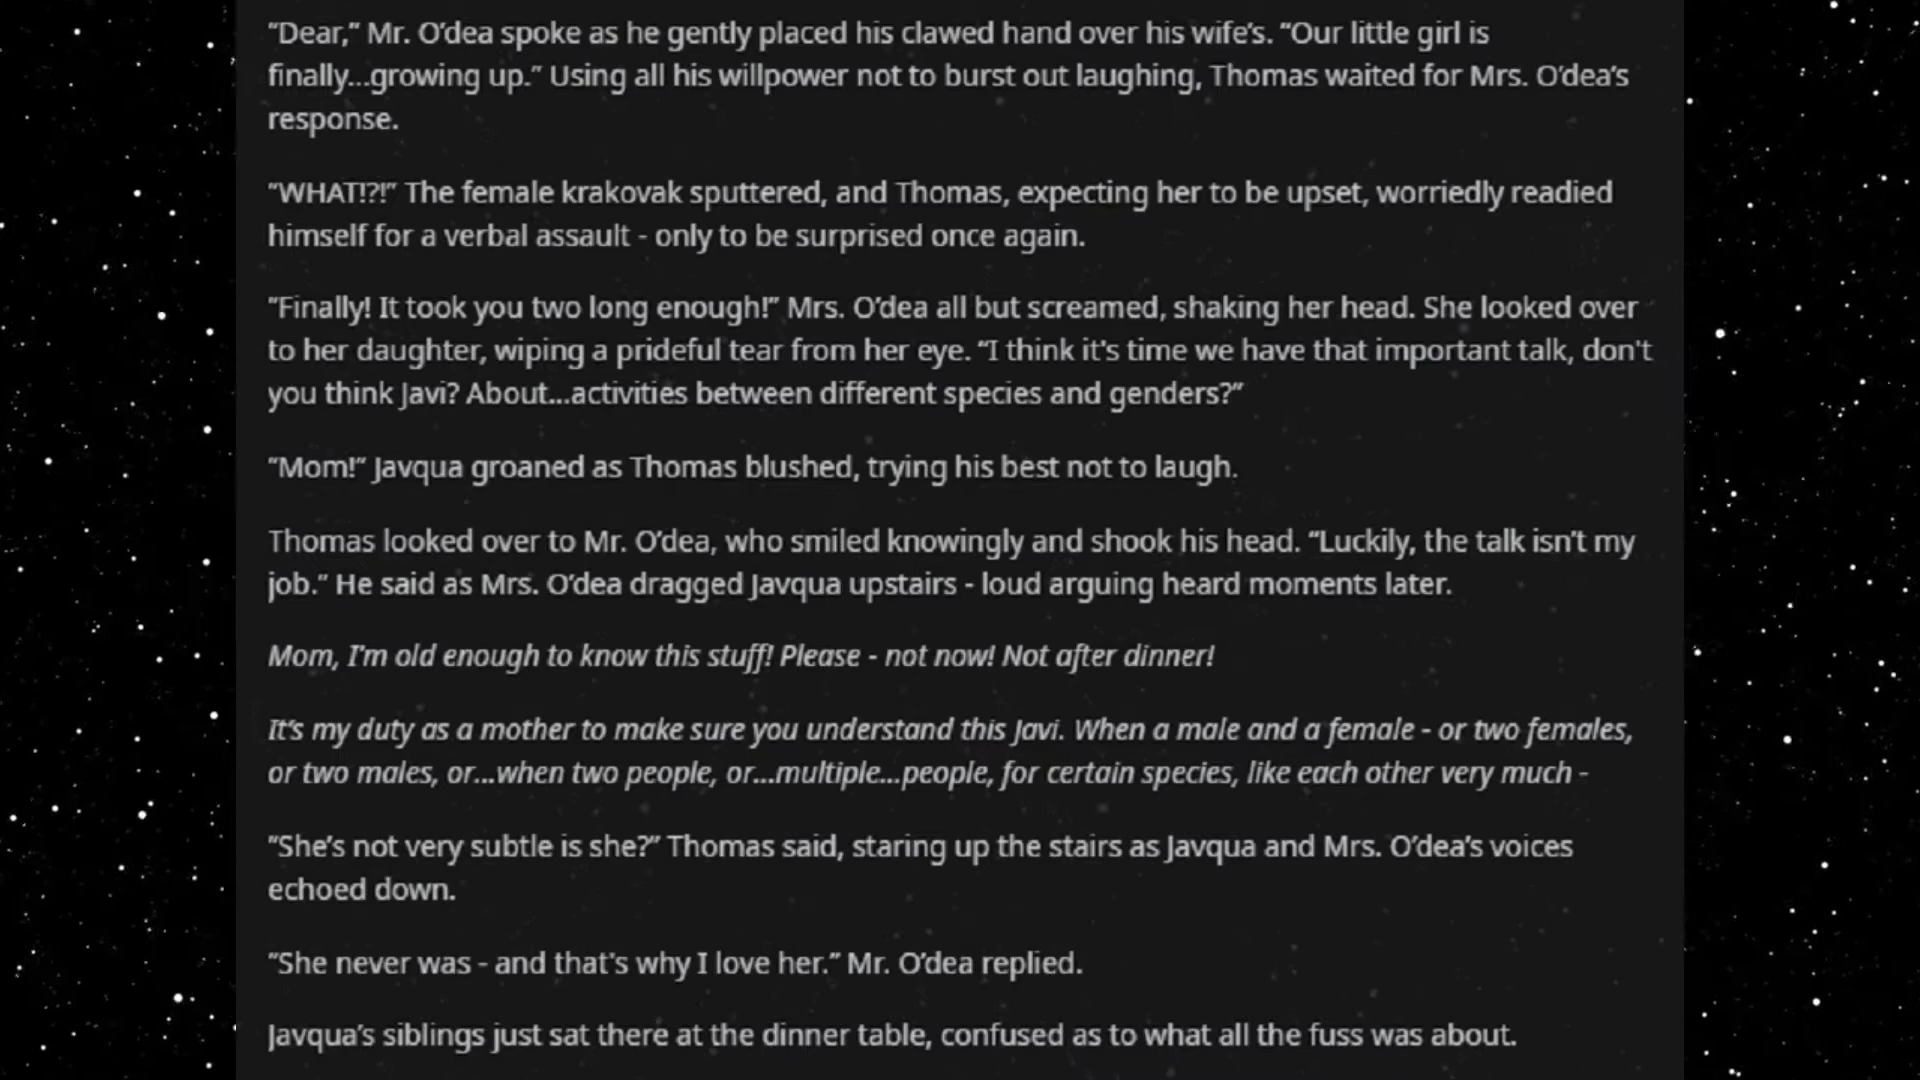 “Dear,” Mr. O’dea spoke as he gently placed his clawed hand over his wife’s. “Our little girl is
finally...growing up.” Using all his willpower not to burst out laughing, Thomas waited for Mrs. O’dea’s
response.
“WHAT!?!” The female krakovak sputtered, and Thomas, expecting her to be upset, worriedly readied
himself for a verbal assault - only to be surprised once again.
“Finally! It took you two long enough!” Mrs. O’dea all but screamed, shaking her head. She looked over
to her daughter, wiping a prideful tear from her eye. “I think it's time we have that important talk, don't
you think Javi? About...activities between different species and genders?”
“Mom!” Javqua groaned as Thomas blushed, trying his best not to laugh.
Thomas looked over to Mr. O’dea, who smiled knowingly and shook his head. “Luckily, the talk isn’t my
job.” He said as Mrs. O’dea dragged Javqua upstairs - loud arguing heard moments later.
Mom, I’m old enough to know this stuff! Please - not now! Not after dinner!
It’s my duty as a mother to make sure you understand this Javi. When a male and a female - or two females,
or two males, or...when two people, or...multiple...people, for certain species, like each other very much -
“She’s not very subtle is she?” Thomas said, staring up the stairs as Javqua and Mrs. O’dea’s voices
echoed down.
“She never was - and that's why I love her.” Mr. O’dea replied.
Javqua’s siblings just sat there at the dinner table, confused as to what all the fuss was about.